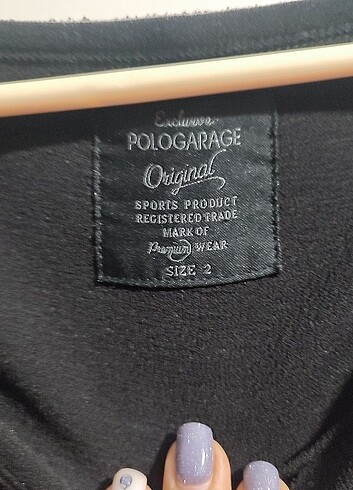 Exclusive
POLOGARAGE
Original
SPORTS PRODUCT
REGISTERED TRADE
MARK OF
Premium WEAR
SIZE 2